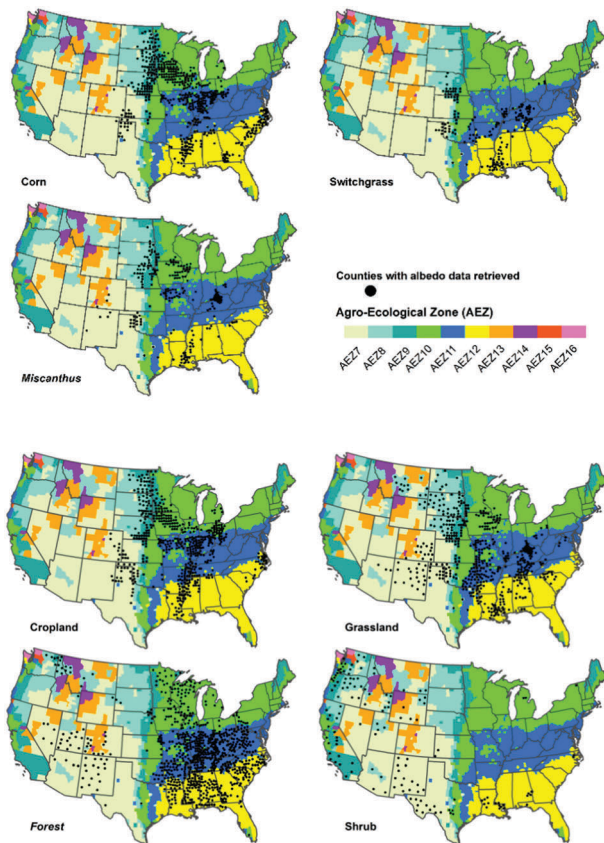 Corn
Switchgrass
Miscanthus
Counties with albedo data retrieved
Agro-Ecological Zone (AEZ)
AEZ7
AEZ8
AEZ9
AEZ10
AEZ11
AEZ12
AEZ13
AEZ14
AEZ15
AEZ16
Cropland
Grassland
Forest
Shrub